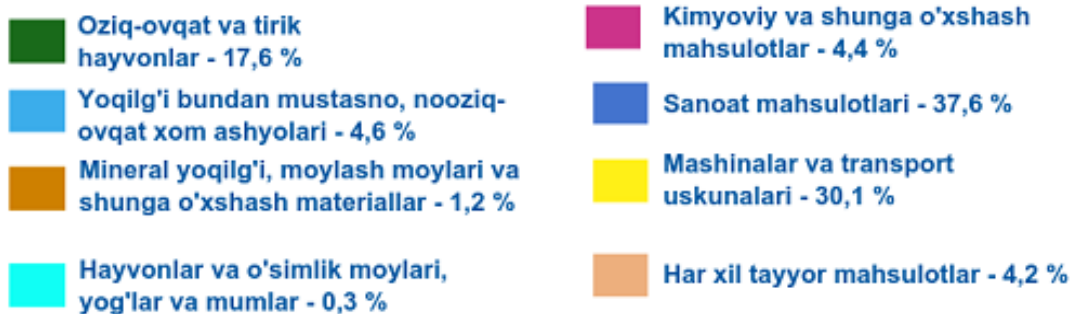 Oziq-ovqat va tirik
hayvonlar - 17,6 %
Yoqilg'i bundan mustasno, nooziq-
ovqat xom ashyolari - 4,6 %
Mineral yoqilg'i, moylash moylari va
shunga o'xshash materiallar - 1,2 %
Hayvonlar va o'simlik moylari,
yog'lar va mumlar - 0,3 %
Kimyoviy va shunga o'xshash
mahsulotlar - 4,4 %
Sanoat mahsulotlari - 37,6 %
Mashinalar va transport
uskunalari - 30,1 %
Har xil tayyor mahsulotlar - 4,2 %